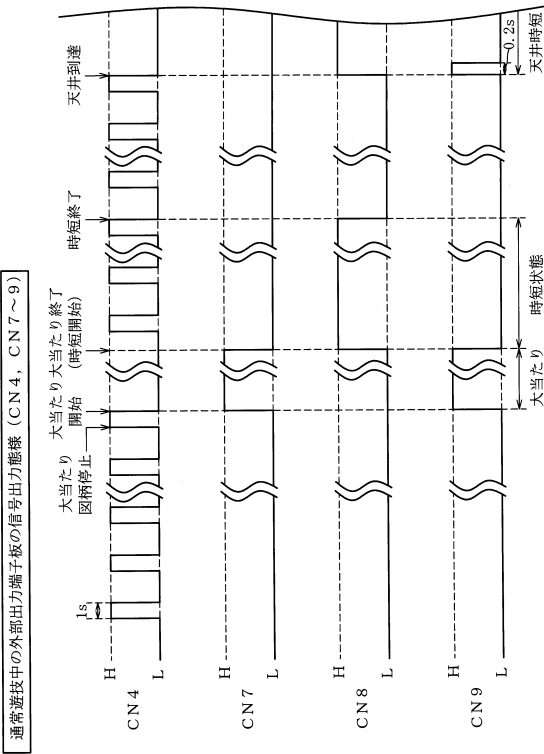 通常遊技中の外部出力端子板の信号出力態様（ＣＮ４，ＣＮ７～９）
1s
大当たり
図柄停止
大当たり
開始
大当たり終了
（時短開始）
時短終了
天井到達
ＣＮ４
H
L
ＣＮ７
H
L
ＣＮ８
H
L
ＣＮ９
H
L
大当たり
時短状態
0.2s
天井時短